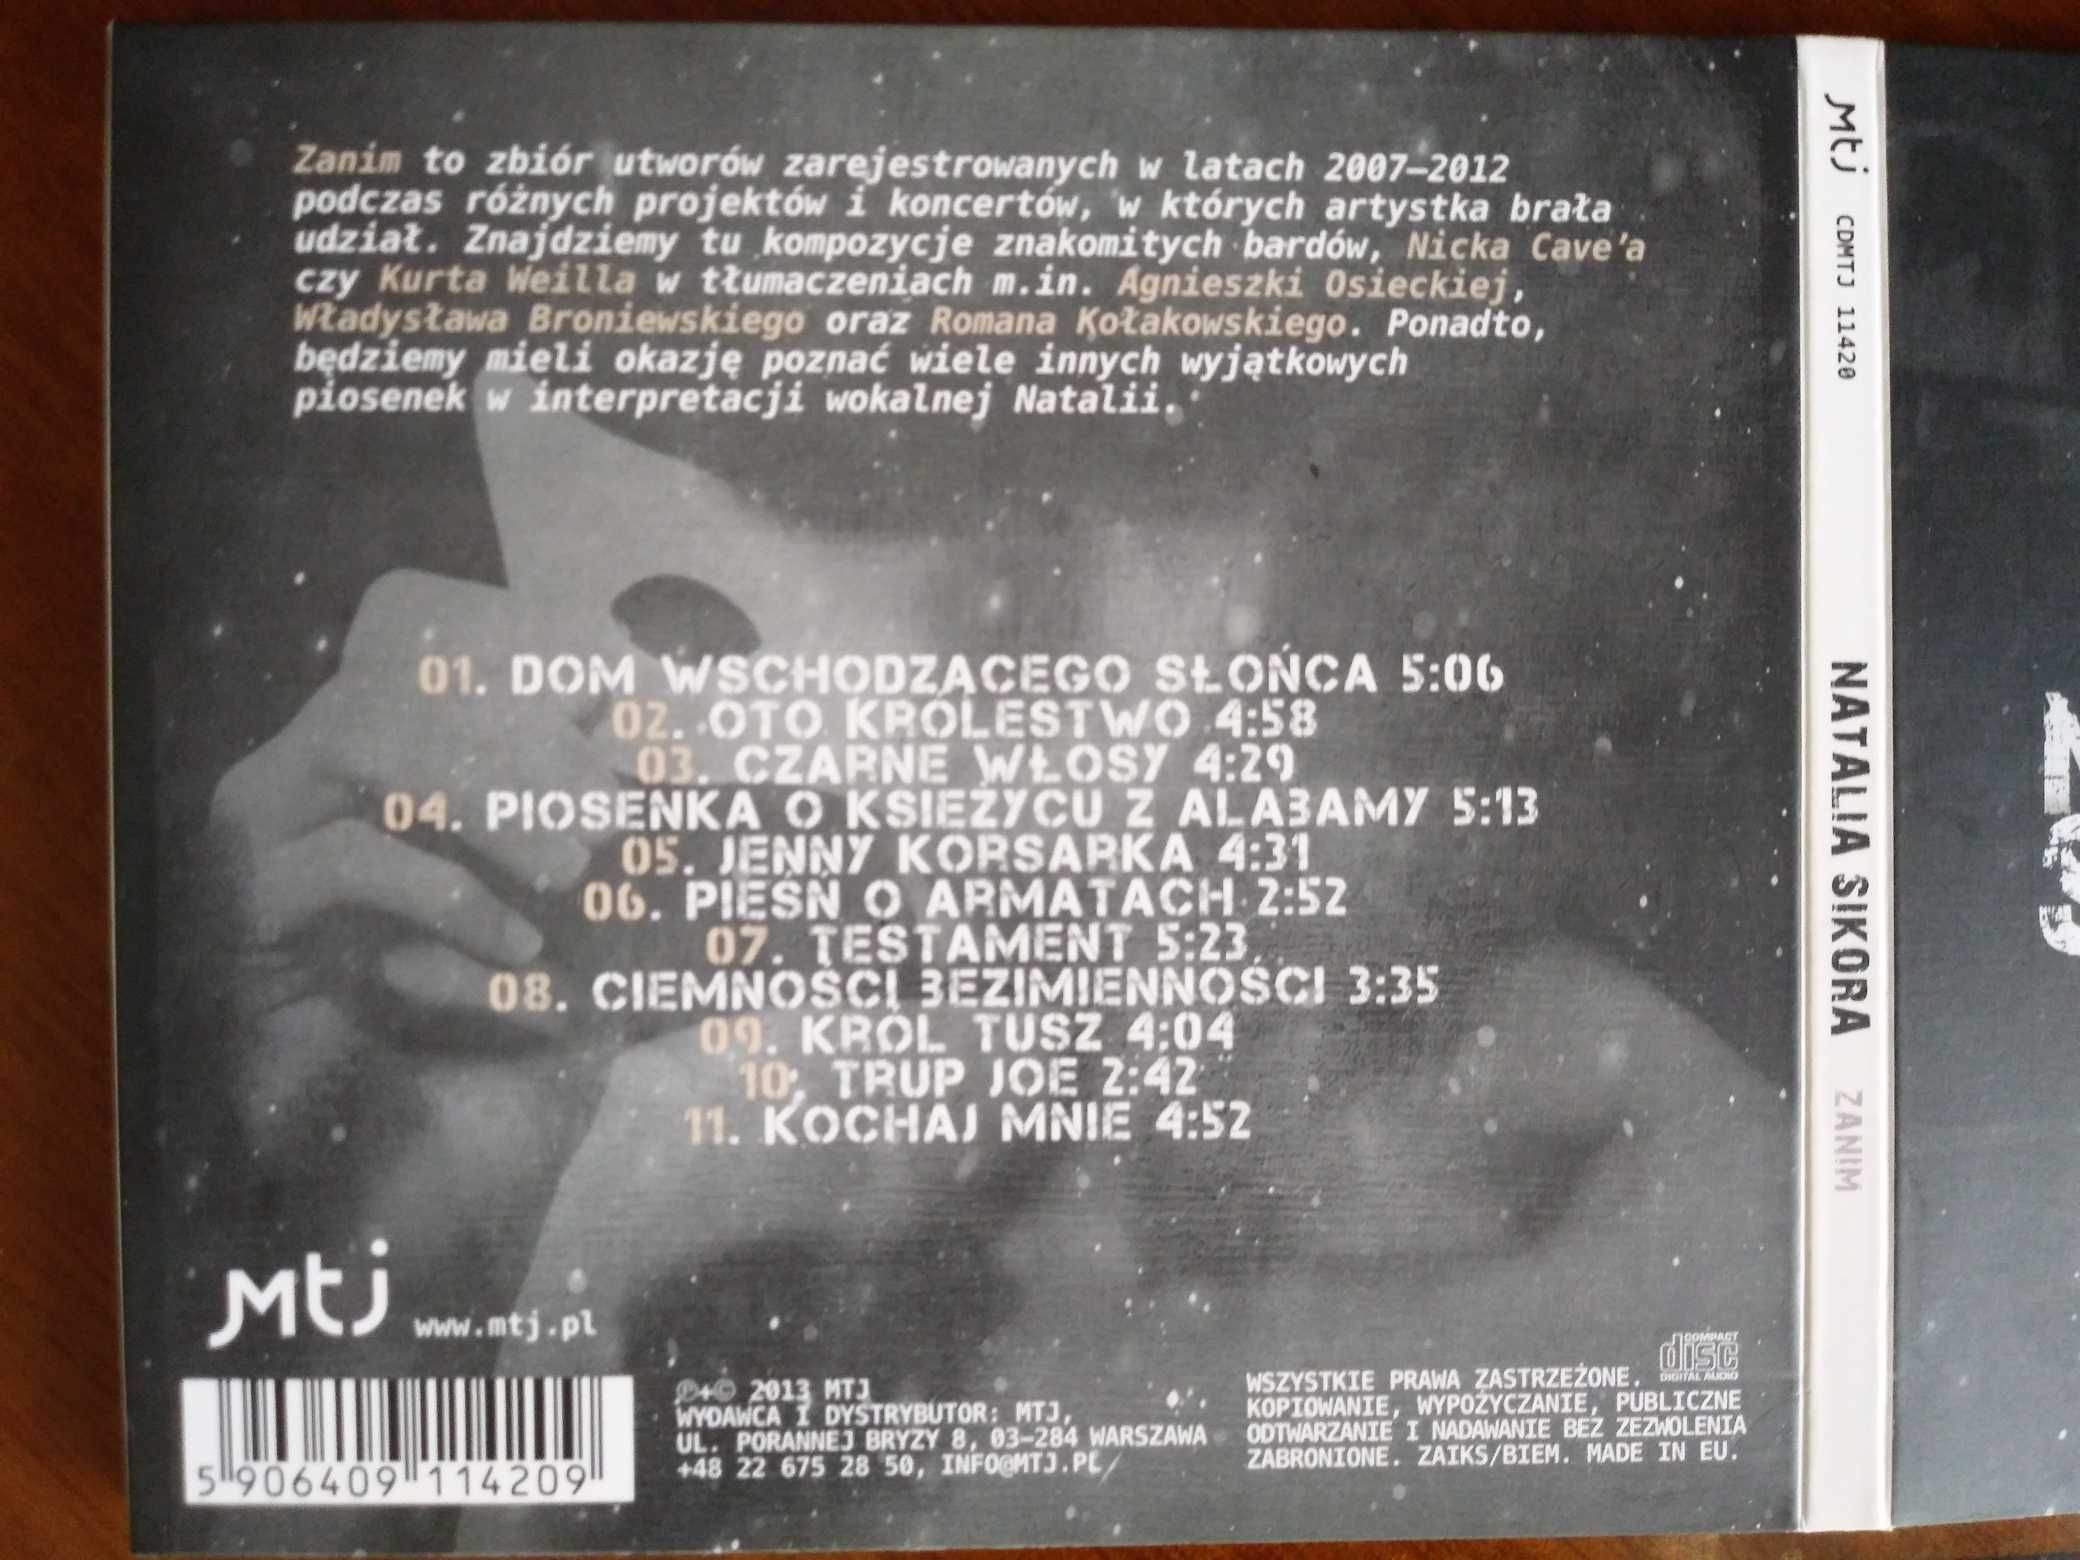 Zanim to zbiór utworów zarejestrowanych w latach 2007–2012
podczas różnych projektów i koncertów, w których artystka brała
udział. Znajdziemy tu kompozycje znakomitych bardów, Nicka Cave'a
czy Kurta Weilla w tłumaczeniach m.in. Agnieszki Osieckiej,
Władysława Broniewskiego oraz Romana Kołakowskiego. Ponadto,
będziemy mieli okazję poznać wiele innych wyjątkowych
piosenek w interpretacji wokalnej Natalii.
01. DOM WSCHODZĄCEGO SŁOŃCA 5:06
02. OTO KRÓLESTWO 4:58
03. CZARNE WŁOSY 4:29
04. PIOSENKA O KSIĘŻYCU Z ALABAMY 5:13
05. JENNY KORSARKA 4:31
06. PIEŚŃ O ARMATACH 2:52
07. TESTAMENT 5:23
08. CIEMNOŚCI BEZIMIENNOŚCI 3:35
09. KRÓL TUSZ 4:04
10. TRUP JOE 2:42
11. KOCHAJ MNIE 4:52
mtj www.mtj.pl
5 906409 114209
℗+© 2013 MTJ
WYDAWCA I DYSTRYBUTOR: MTJ,
UL. PORANNEJ BRYZY 8, 03–284 WARSZAWA
+48 22 675 28 50, INFO@MTJ.PL
COMPACT
disc
DIGITAL AUDIO
WSZYSTKIE PRAWA ZASTRZEŻONE.
KOPIOWANIE, WYPOŻYCZANIE, PUBLICZNE
ODTWARZANIE I NADAWANIE BEZ ZEZWOLENIA
ZABRONIONE. ZAIKS/BIEM. MADE IN EU.
mtj CDMTJ 11420 NATALIA SIKORA ZANIM